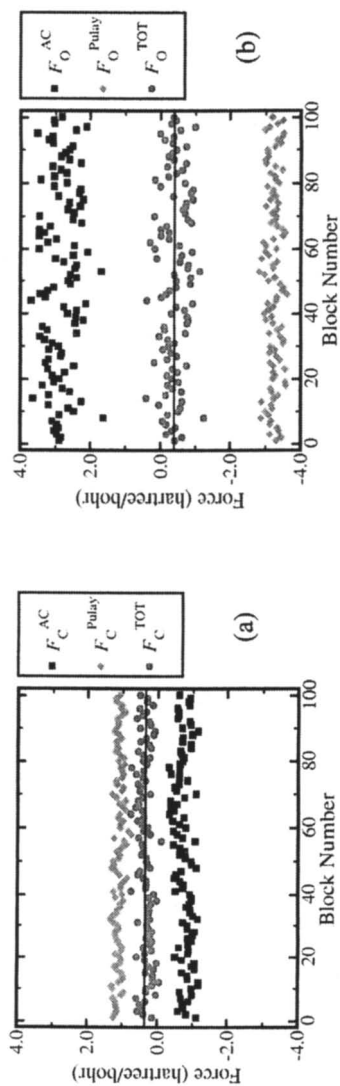 F_C^AC
F_C^Pulay
F_C^TOT
4.0
2.0
0.0
-2.0
-4.0
Force (hartree/bohr)
0
20
40
60
80
100
Block Number
(a)
F_O^AC
F_O^Pulay
F_O^TOT
4.0
2.0
0.0
-2.0
-4.0
Force (hartree/bohr)
0
20
40
60
80
100
Block Number
(b)